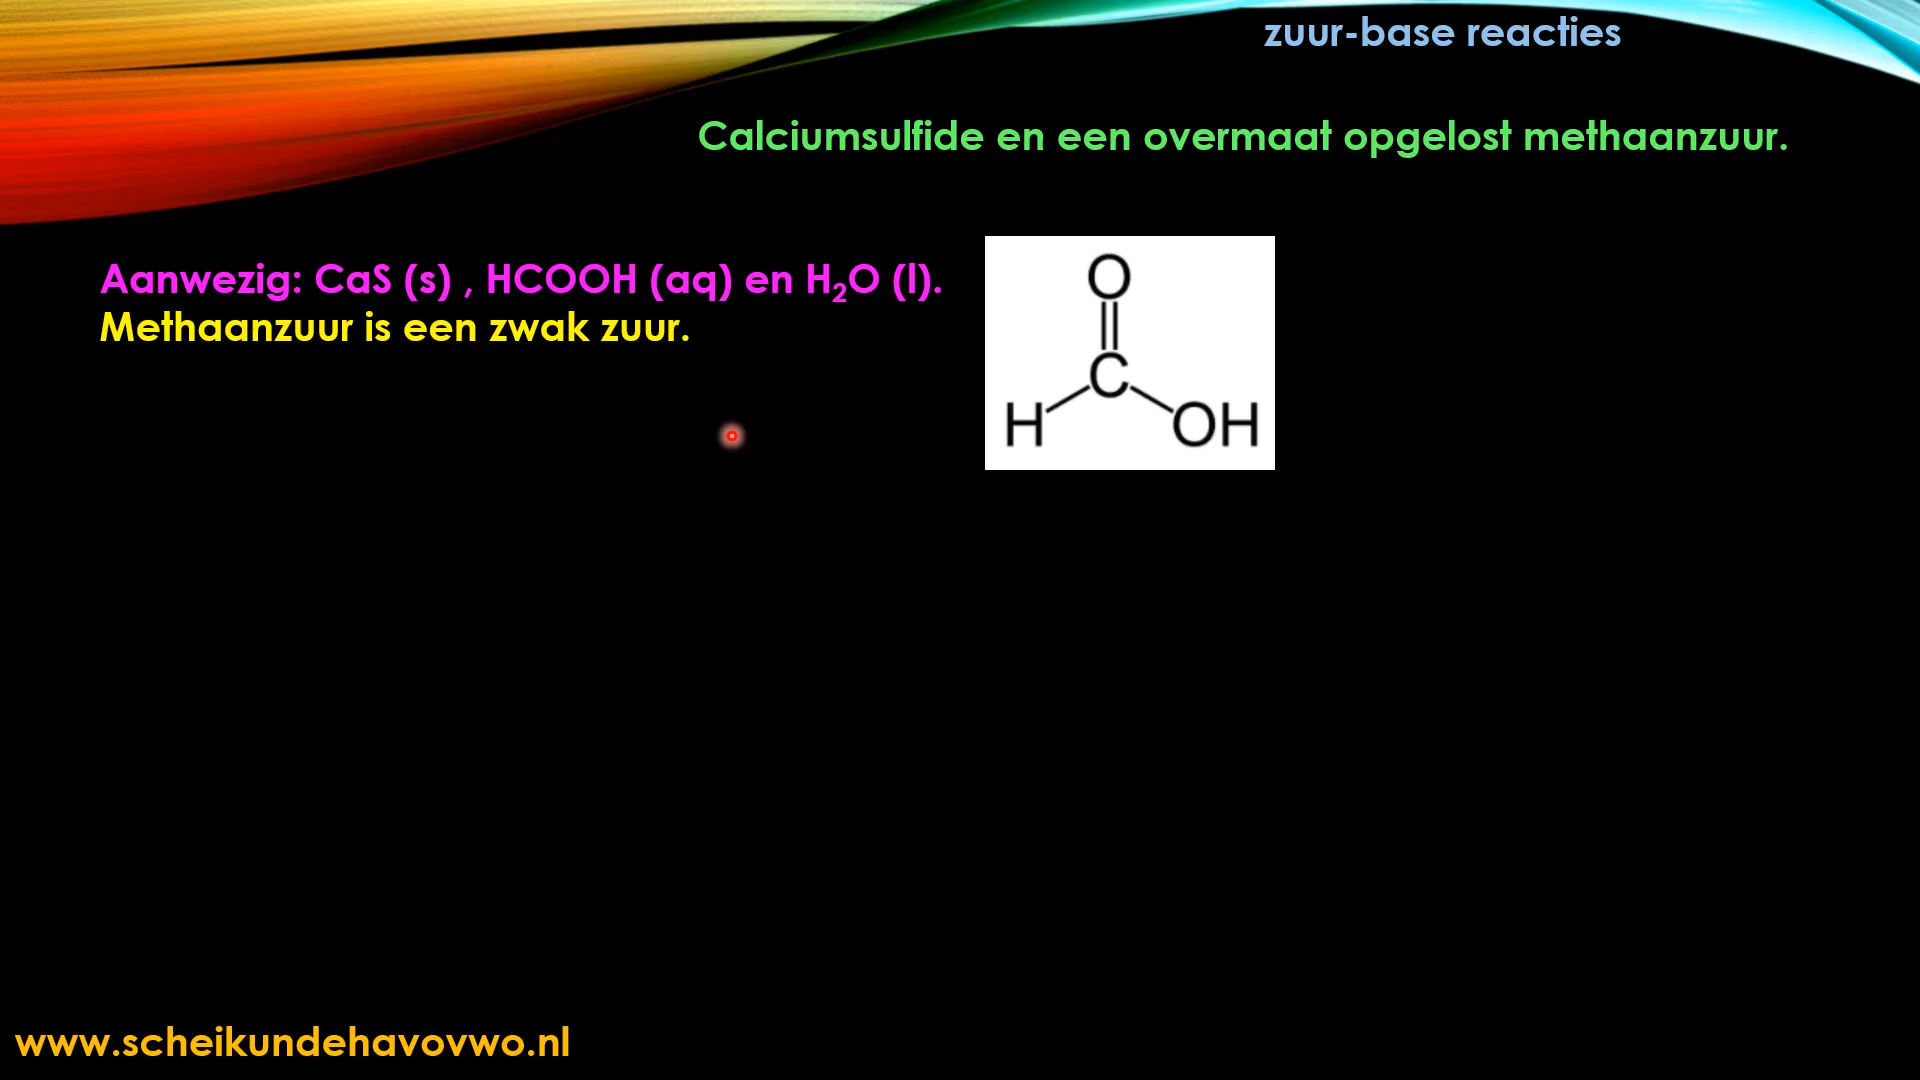 zuur-base reacties
Calciumsulfide en een overmaat opgelost methaanzuur.
Aanwezig: CaS (s) , HCOOH (aq) en H₂O (l).
Methaanzuur is een zwak zuur.
O
C
H OH
www.scheikundehavovwo.nl